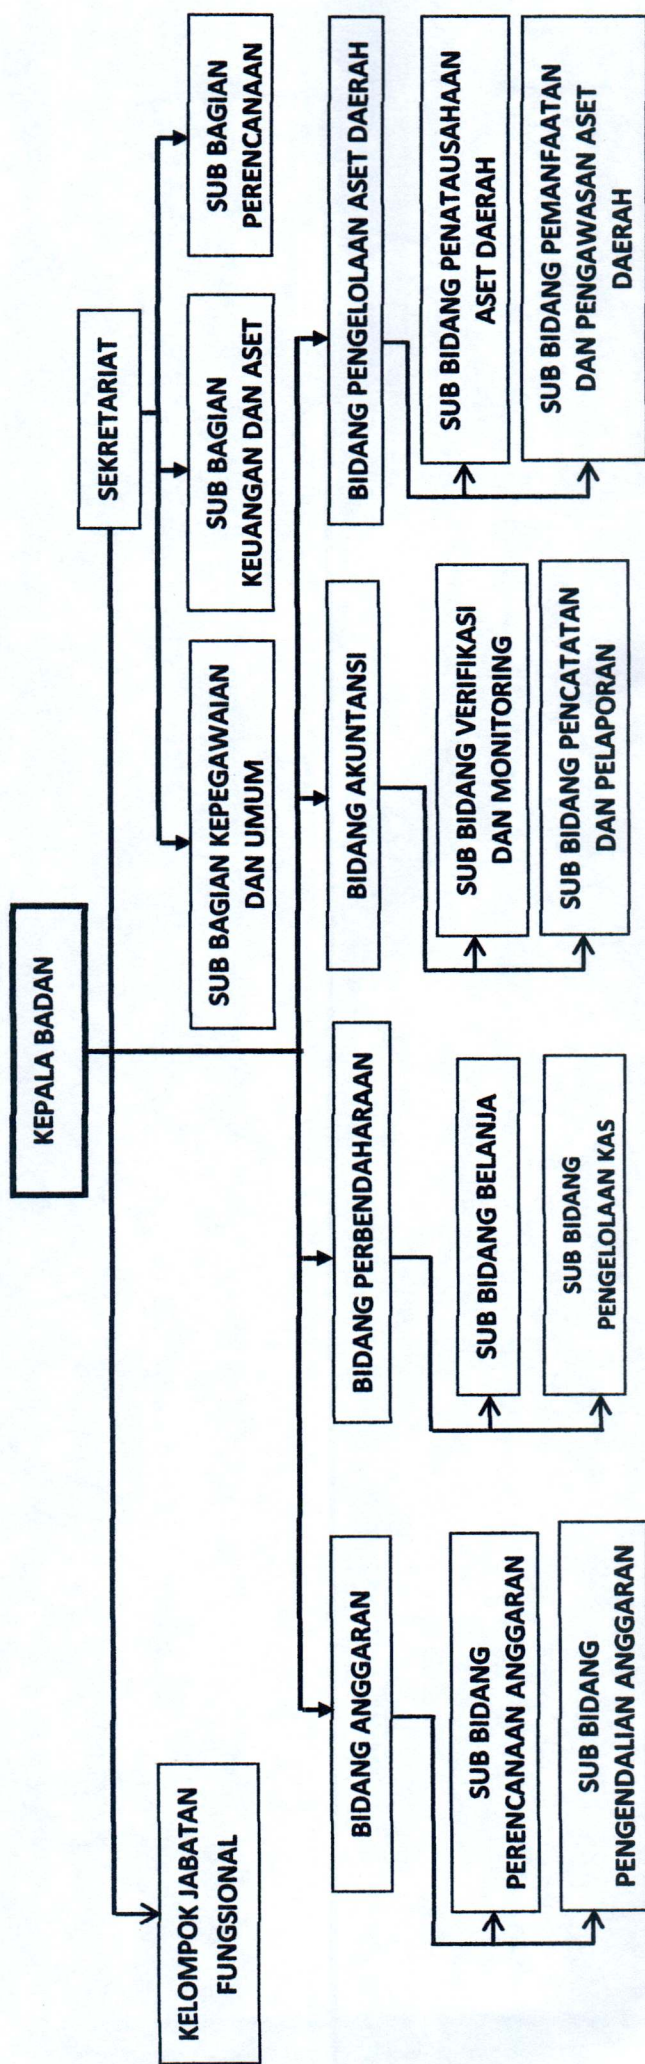 KEPALA BADAN
SEKRETARIAT
KELOMPOK JABATAN
FUNGSIONAL
SUB BAGIAN KEPEGAWAIAN
DAN UMUM
SUB BAGIAN
KEUANGAN DAN ASET
SUB BAGIAN
PERENCANAAN
BIDANG ANGGARAN
BIDANG PERBENDAHARAAN
BIDANG AKUNTANSI
BIDANG PENGELOLAAN ASET DAERAH
SUB BIDANG
PERENCANAAN ANGGARAN
SUB BIDANG
PENGENDALIAN ANGGARAN
SUB BIDANG BELANJA
SUB BIDANG
PENGELOLAAN KAS
SUB BIDANG VERIFIKASI
DAN MONITORING
SUB BIDANG PENCATATAN
DAN PELAPORAN
SUB BIDANG PENATAUSAHAAN
ASET DAERAH
SUB BIDANG PEMANFAATAN
DAN PENGAWASAN ASET
DAERAH